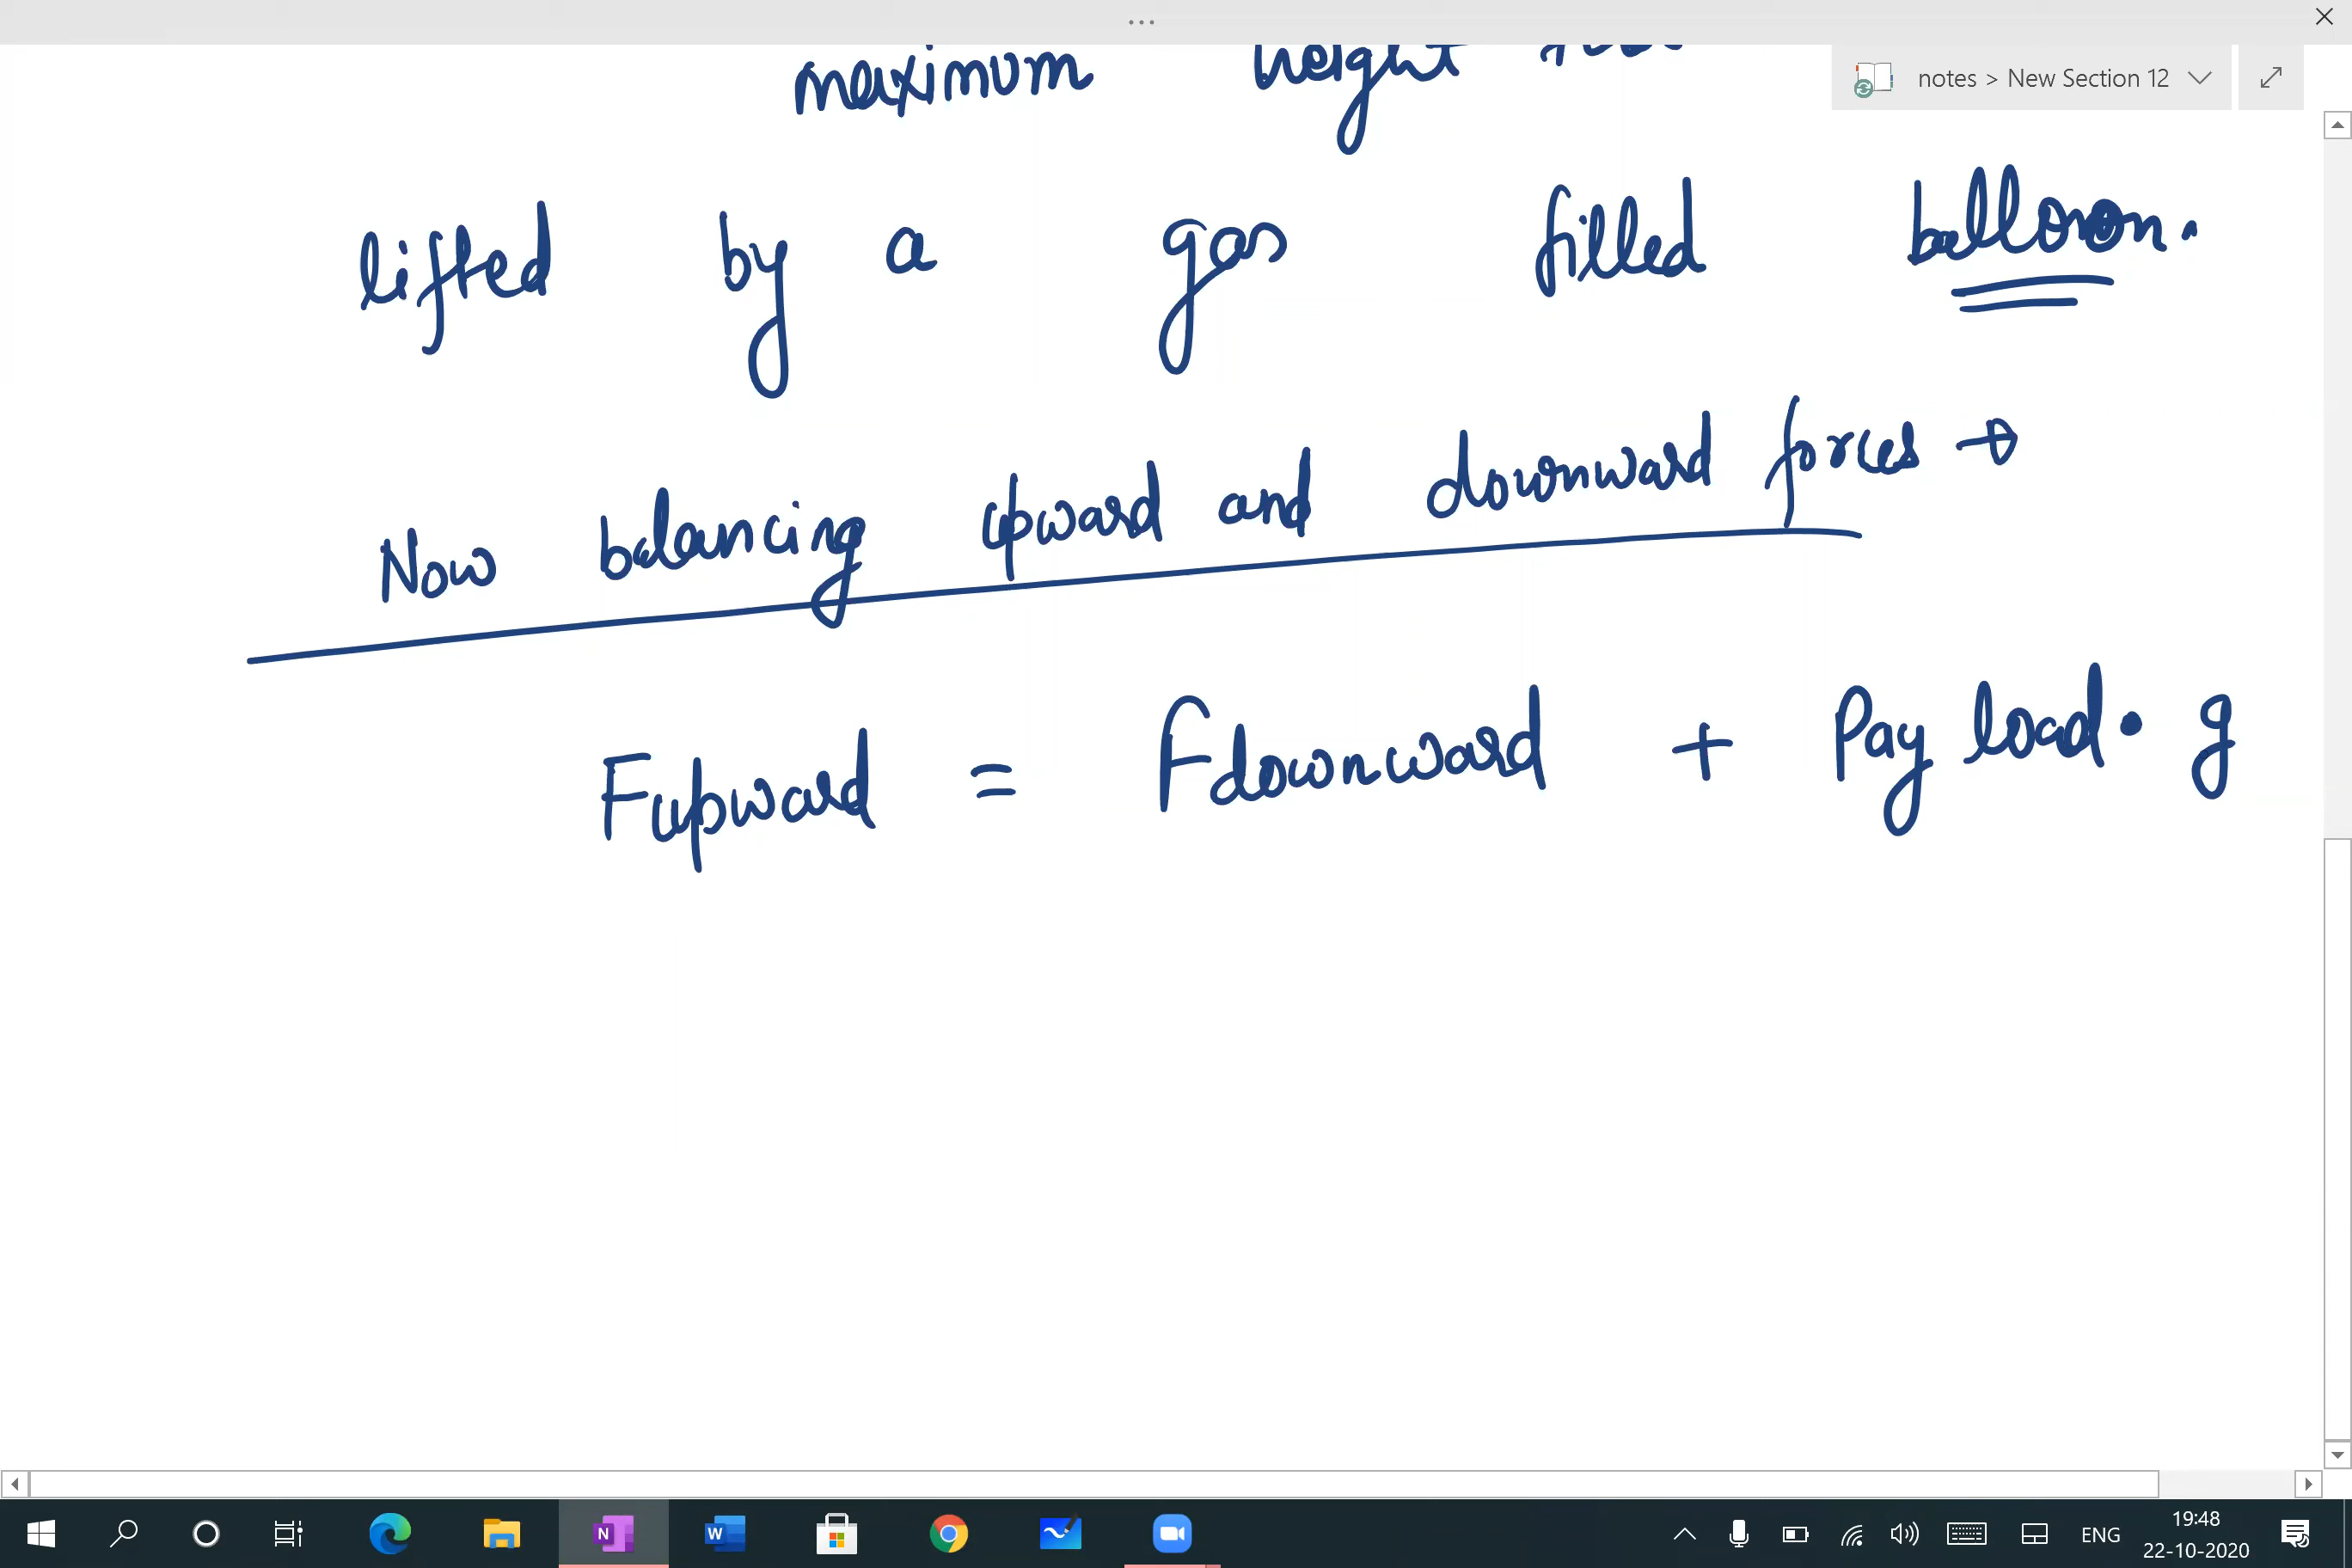 notes > New Section 12
maximum height
lifted by a gas filled balloon.
Now balancing upward and downward forces →
Fupward = Fdownward + Pay load • g
ENG
19:48
22-10-2020